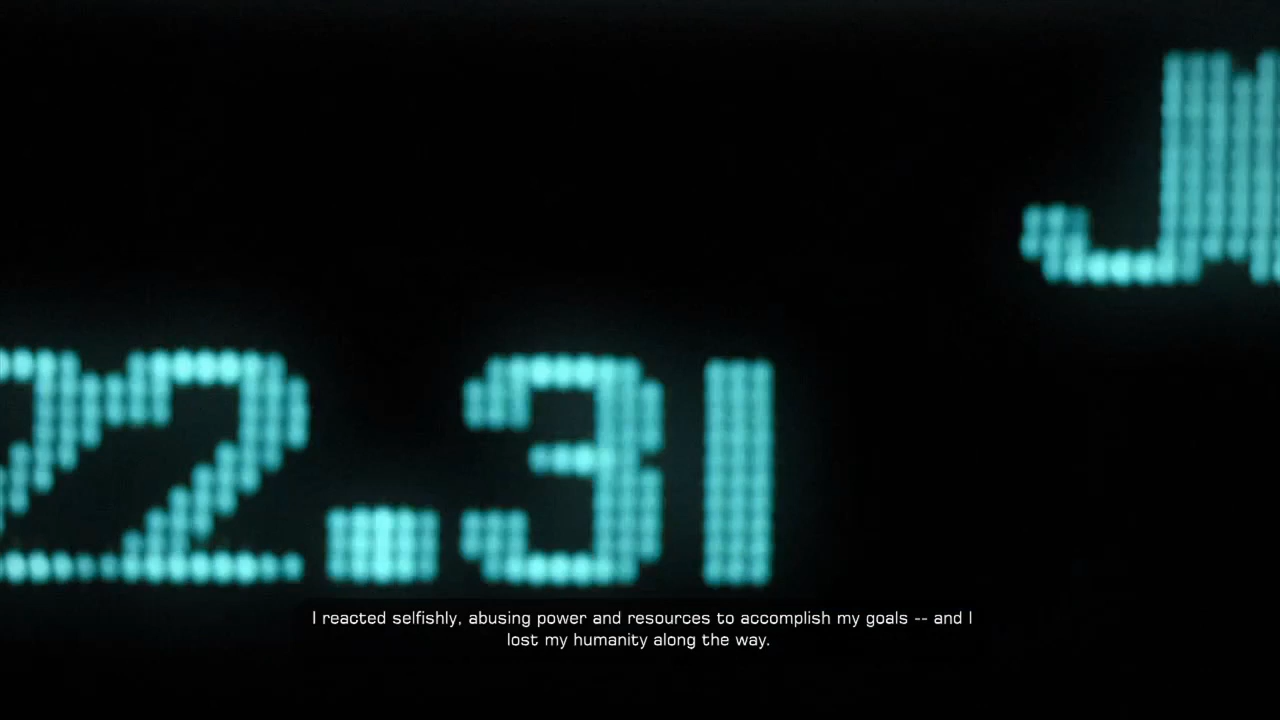 JM
22.31
I reacted selfishly, abusing power and resources to accomplish my goals -- and I
lost my humanity along the way.